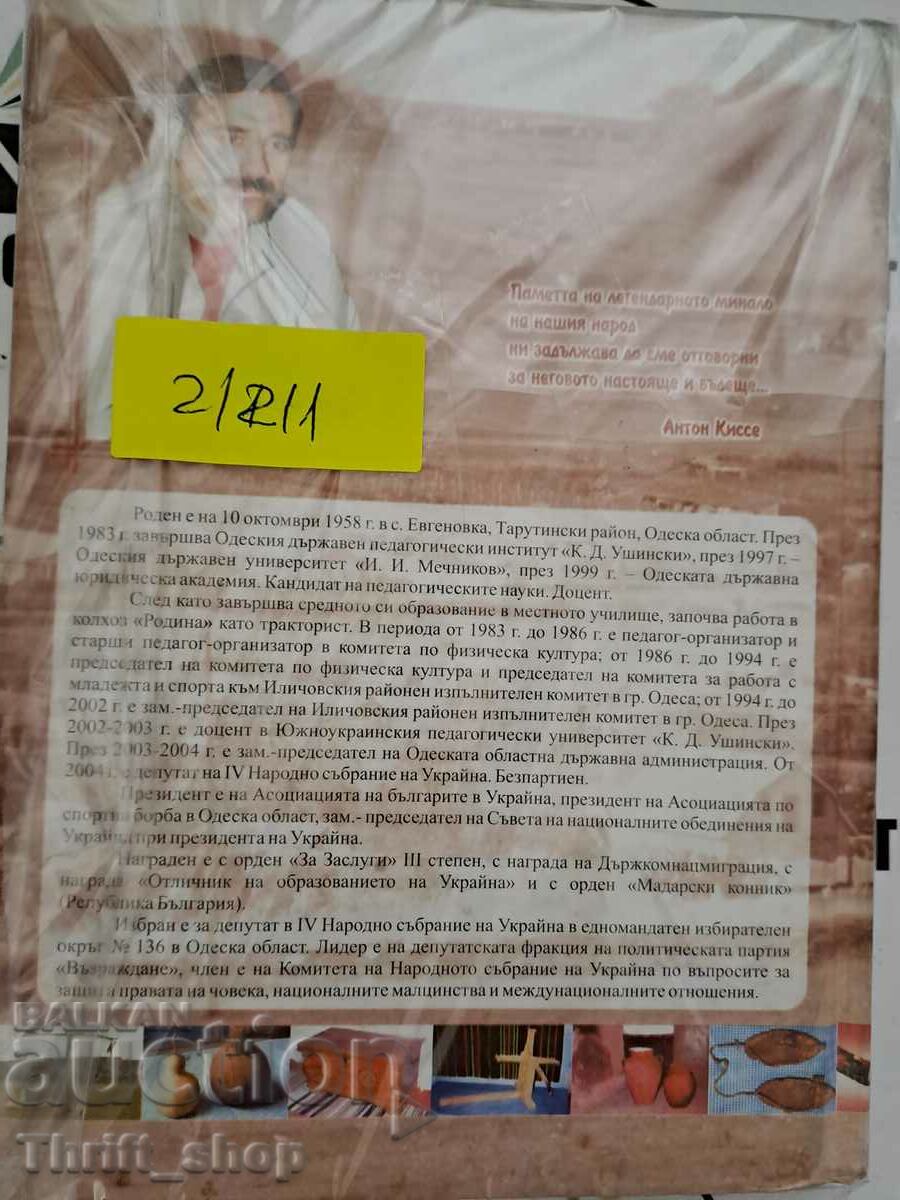 Паметта на легендарното минало
на нашия народ
ни задължава да сме отговорни
за неговото настояще и бъдеще...
Антон Киссе
2/R/1
Роден е на 10 октомври 1958 г. в с. Евгеновка, Тарутински район, Одеска област. През
1983 г. завършва Одеския държавен педагогически институт «К. Д. Ушински», през 1997 г. –
Одеския държавен университет «И. И. Мечников», през 1999 г. – Одеската държавна
юридическа академия. Кандидат на педагогическите науки. Доцент.
След като завършва средното си образование в местното училище, започва работа в
колхоз «Родина» като тракторист. В периода от 1983 г. до 1986 г. е педагог-организатор и
старши педагог-организатор в комитета по физическа култура; от 1986 г. до 1994 г. е
председател на комитета по физическа култура и председател на комитета за работа с
младежта и спорта към Иличовския районен изпълнителен комитет в гр. Одеса; от 1994 г. до
2002 г. е зам.-председател на Иличовския районен изпълнителен комитет в гр. Одеса. През
2002-2003 г. е доцент в Южноукраинския педагогически университет «К. Д. Ушински».
През 2003-2004 г. е зам.-председател на Одеската областна държавна администрация. От
2004 г. е депутат на IV Народно събрание на Украйна. Безпартиен.
Президент е на Асоциацията на българите в Украйна, президент на Асоциацията по
спортна борба в Одеска област, зам.- председател на Съвета на националните обединения на
Украйна при президента на Украйна.
Награден е с орден «За Заслуги» III степен, с награда на Държкомнацмиграция, с
награда «Отличник на образованието на Украйна» и с орден «Мадарски конник»
(Република България).
Избран е за депутат в IV Народно събрание на Украйна в едномандатен избирателен
окръг № 136 в Одеска област. Лидер е на депутатската фракция на политическата партия
«Възраждане», член е на Комитета на Народното събрание на Украйна по въпросите за
защита правата на човека, националните малцинства и междунационалните отношения.
BALKAN
auction
Thrift_shop